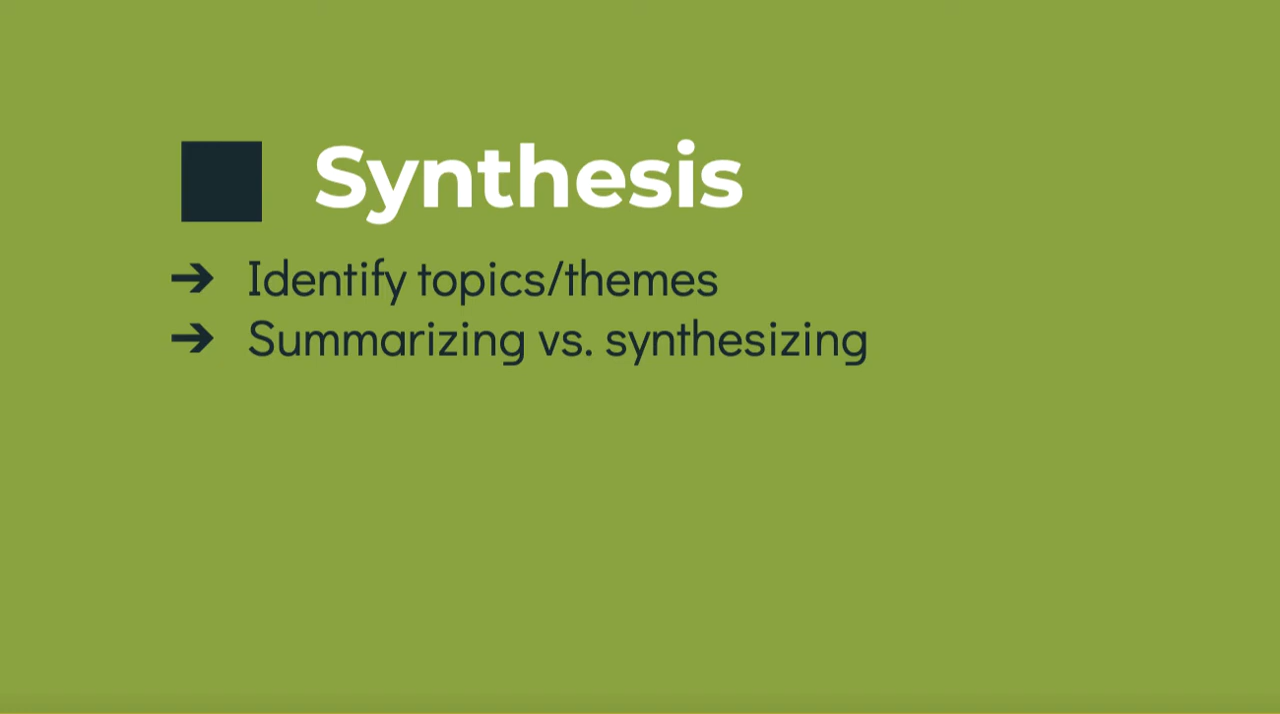 Synthesis
➔ Identify topics/themes
➔ Summarizing vs. synthesizing